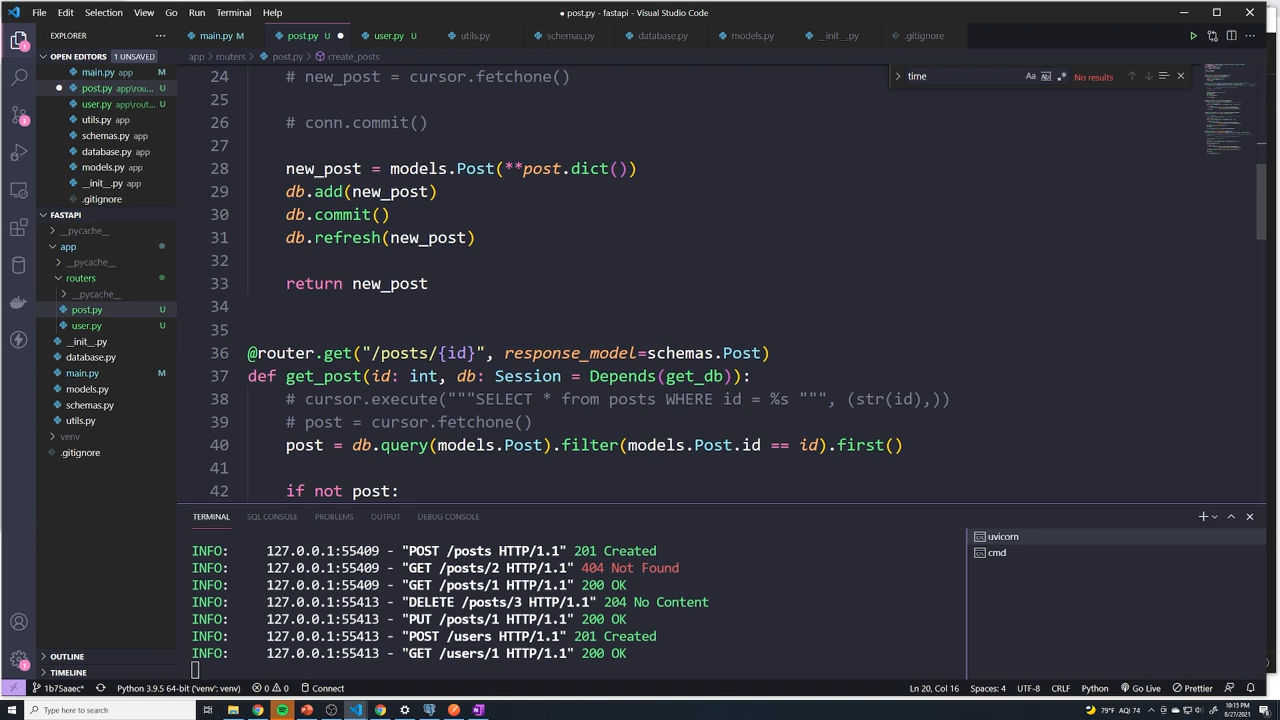 File Edit Selection View Go Run Terminal Help
● post.py - fastapi - Visual Studio Code
EXPLORER
main.py M
post.py U
user.py U
utils.py
schemas.py
database.py
models.py
__init__.py
.gitignore
OPEN EDITORS 1 UNSAVED
main.py app M
post.py app\rou... U
user.py app\rout... U
utils.py app
schemas.py app
database.py app
models.py app
__init__.py app
.gitignore
FASTAPI
__pycache__
app
__pycache__
routers
__pycache__
post.py U
user.py U
__init__.py
database.py
main.py M
models.py
schemas.py
utils.py
venv
.gitignore
OUTLINE
TIMELINE
app > routers > post.py > create_posts
time
Aa ab No results
24 # new_post = cursor.fetchone()
25
26 # conn.commit()
27
28 new_post = models.Post(**post.dict())
29 db.add(new_post)
30 db.commit()
31 db.refresh(new_post)
32
33 return new_post
34
35
36 @router.get("/posts/{id}", response_model=schemas.Post)
37 def get_post(id: int, db: Session = Depends(get_db)):
38 # cursor.execute("""SELECT * from posts WHERE id = %s """, (str(id),))
39 # post = cursor.fetchone()
40 post = db.query(models.Post).filter(models.Post.id == id).first()
41
42 if not post:
TERMINAL SQL CONSOLE PROBLEMS OUTPUT DEBUG CONSOLE
INFO: 127.0.0.1:55409 - "POST /posts HTTP/1.1" 201 Created
INFO: 127.0.0.1:55409 - "GET /posts/2 HTTP/1.1" 404 Not Found
INFO: 127.0.0.1:55409 - "GET /posts/1 HTTP/1.1" 200 OK
INFO: 127.0.0.1:55413 - "DELETE /posts/3 HTTP/1.1" 204 No Content
INFO: 127.0.0.1:55413 - "PUT /posts/1 HTTP/1.1" 200 OK
INFO: 127.0.0.1:55413 - "POST /users HTTP/1.1" 201 Created
INFO: 127.0.0.1:55413 - "GET /users/1 HTTP/1.1" 200 OK
uvicorn
cmd
1b75aaec* Python 3.9.5 64-bit ('venv': venv) 0 0 Connect
Ln 20, Col 16 Spaces: 4 UTF-8 CRLF Python Go Live Prettier
Type here to search
79°F AQI 74
10:15 PM
8/27/2021